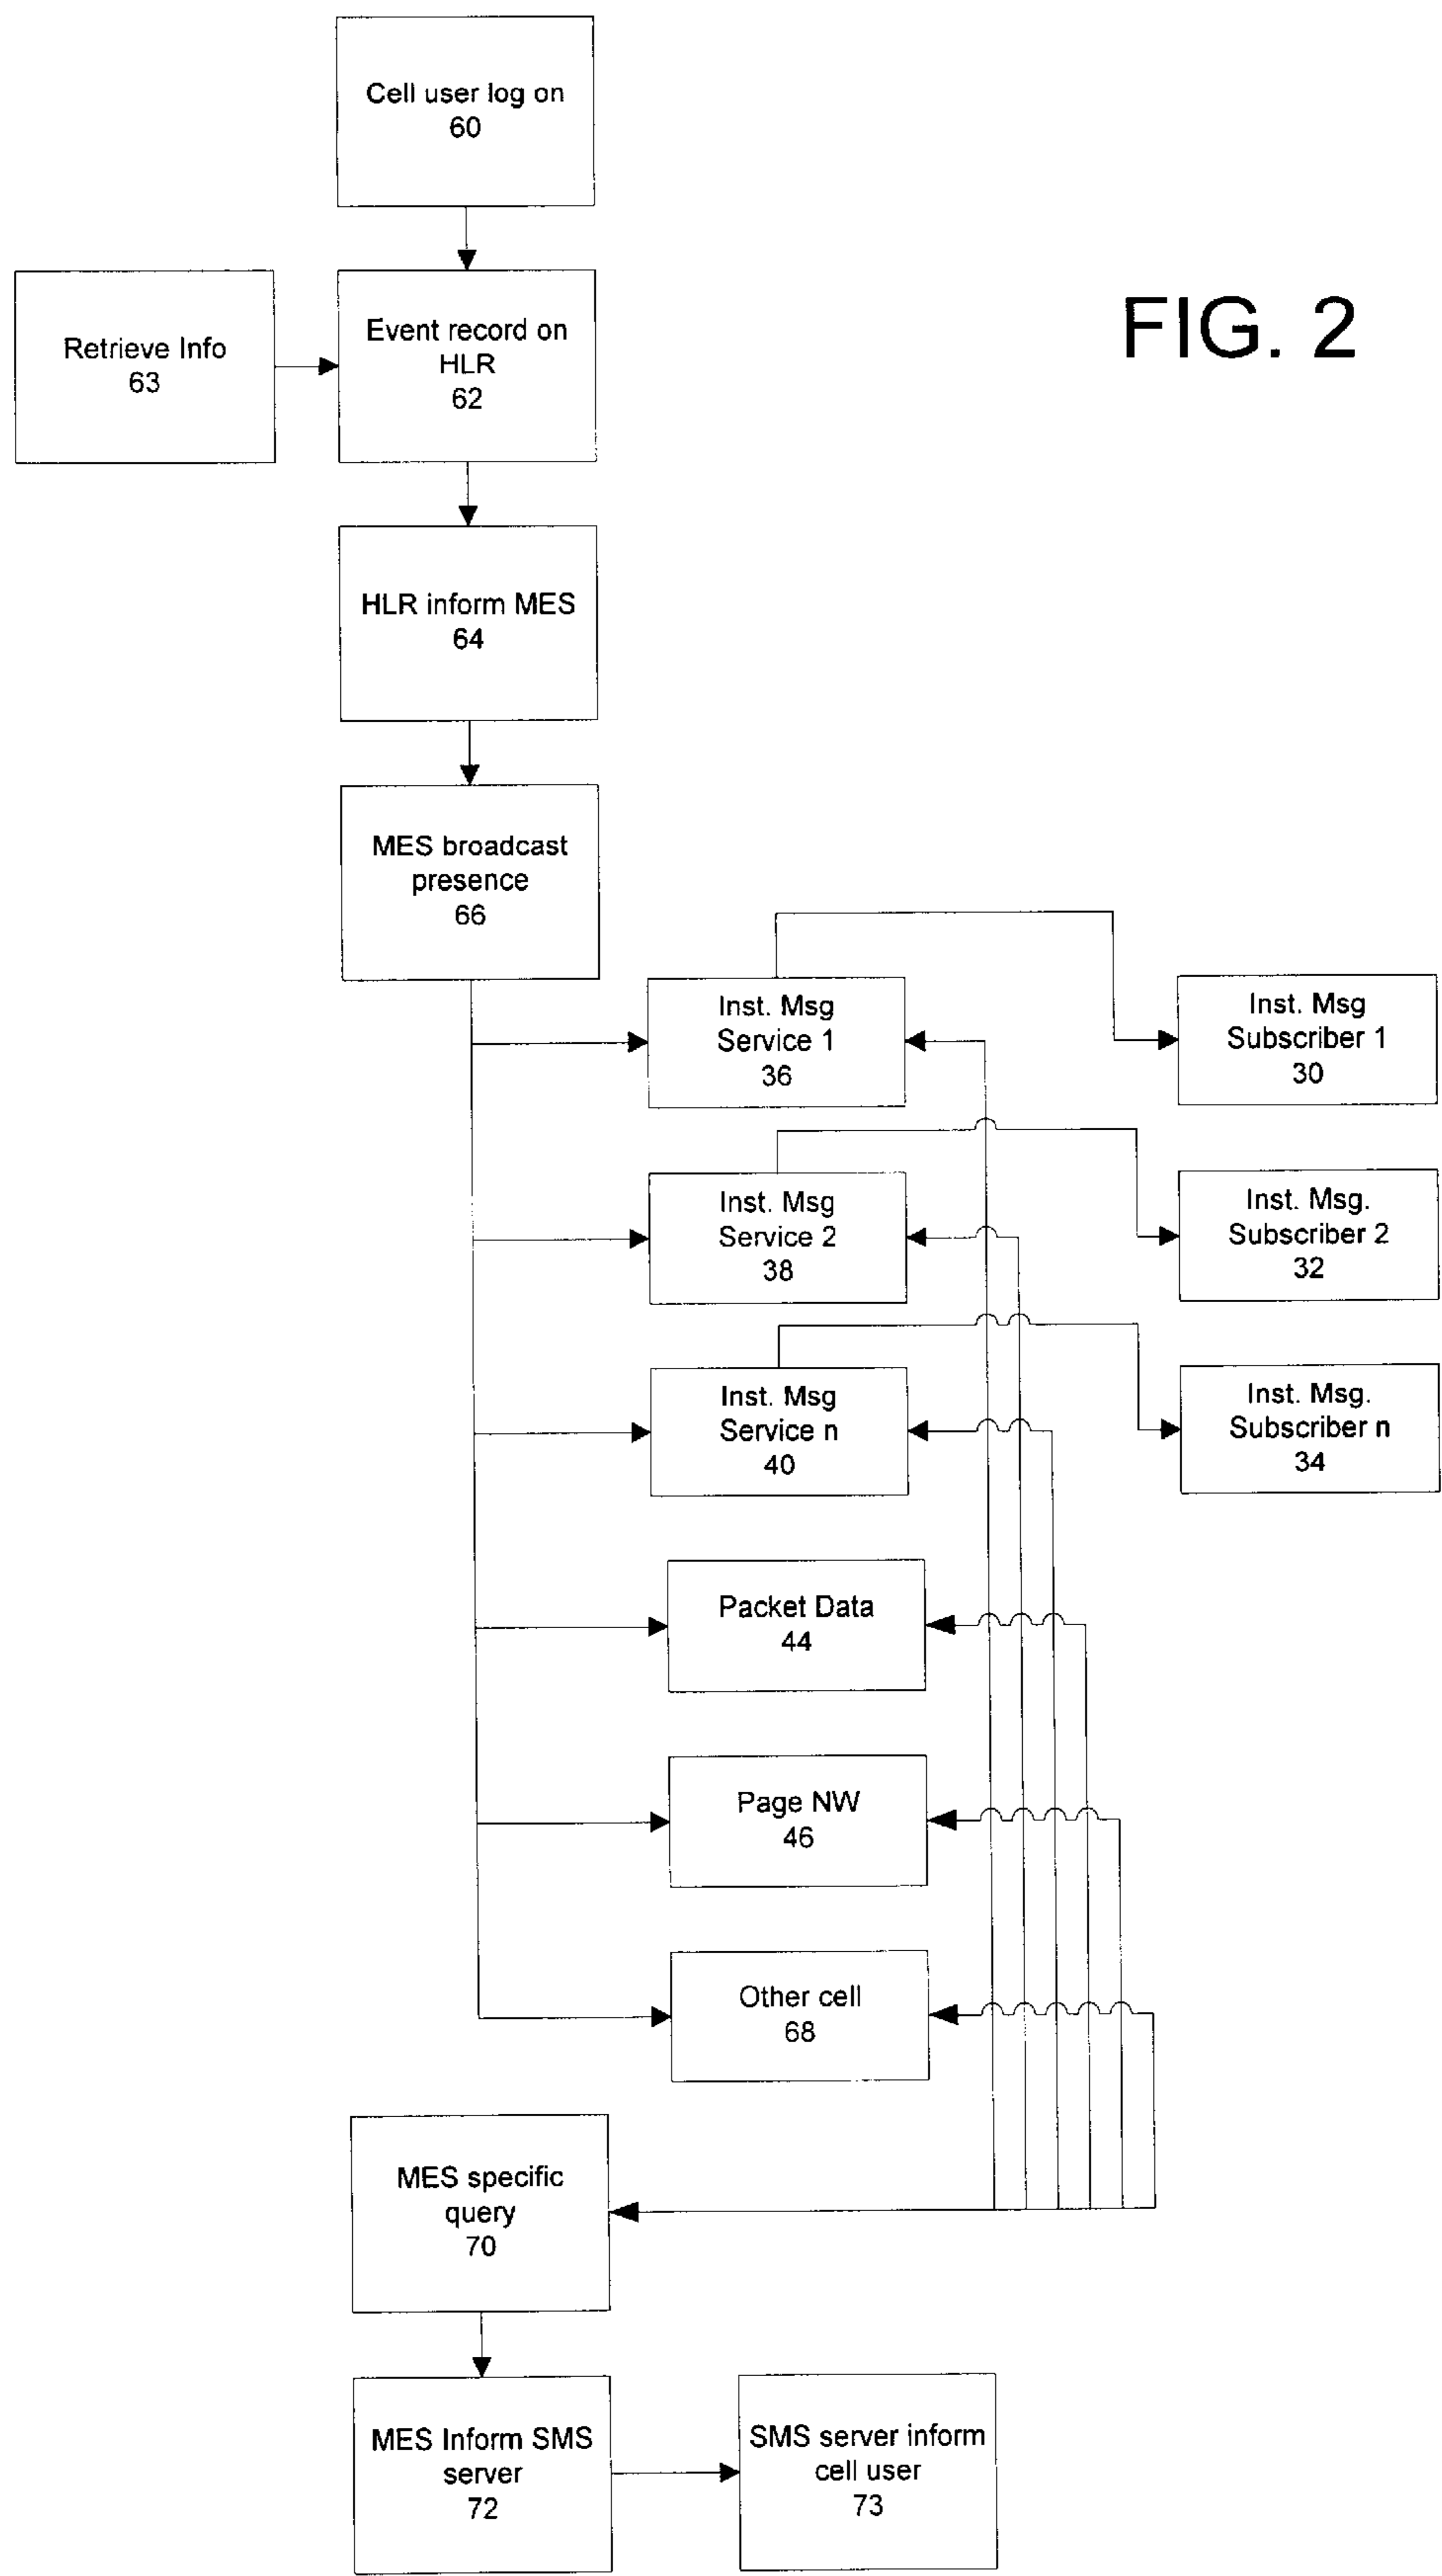 Cell user log on
60
Retrieve Info
63
Event record on
HLR
62
FIG. 2
HLR inform MES
64
MES broadcast
presence
66
Inst. Msg
Service 1
36
Inst. Msg
Subscriber 1
30
Inst. Msg
Service 2
38
Inst. Msg.
Subscriber 2
32
Inst. Msg
Service n
40
Inst. Msg.
Subscriber n
34
Packet Data
44
Page NW
46
Other cell
68
MES specific
query
70
MES Inform SMS
server
72
SMS server inform
cell user
73